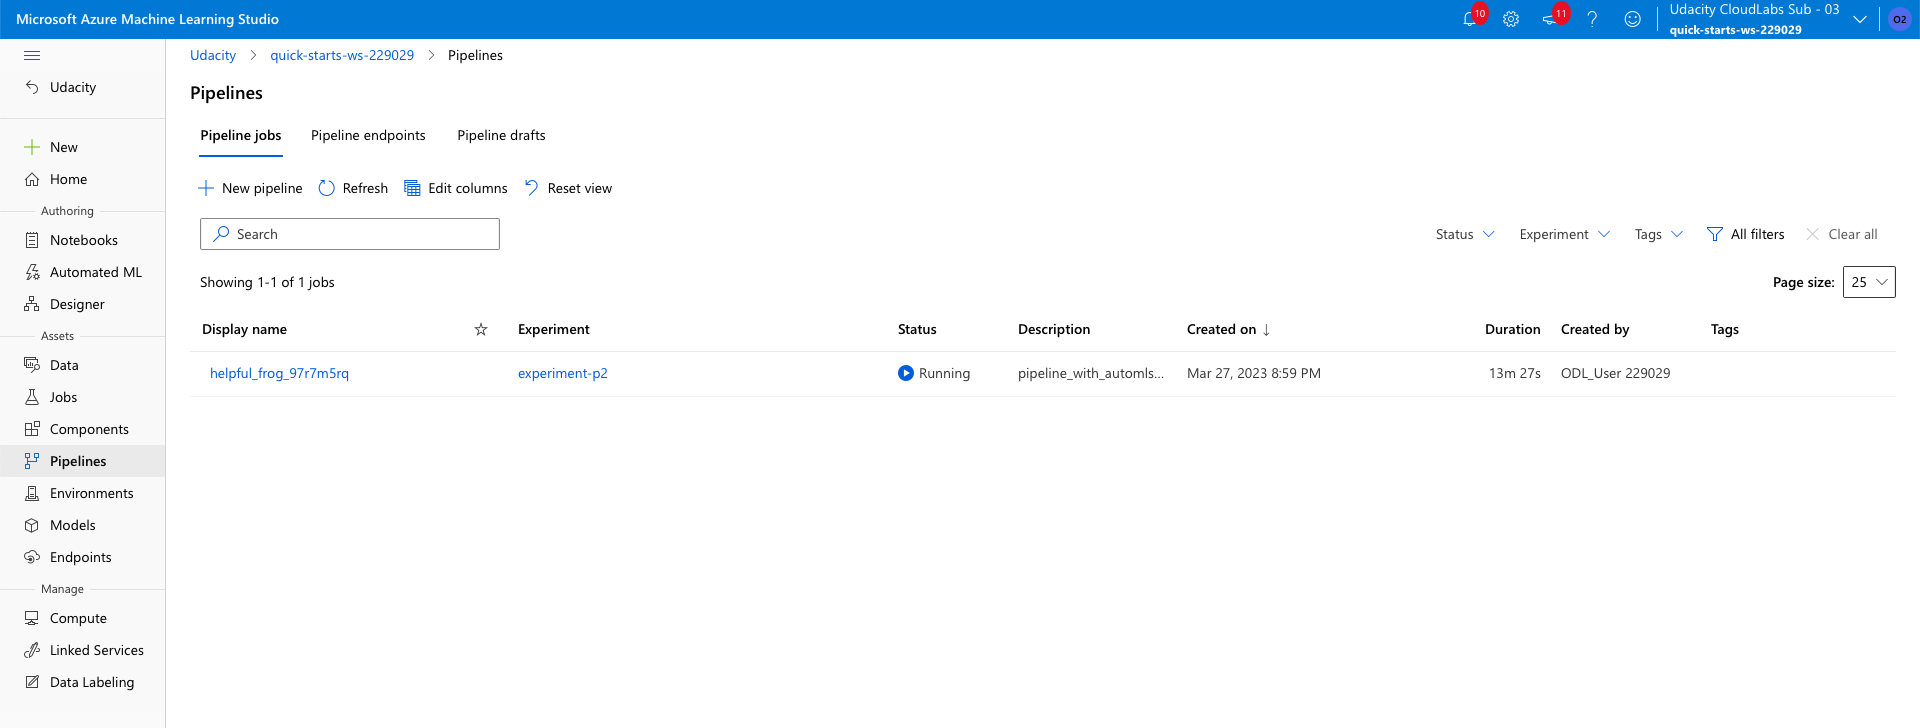 Microsoft Azure Machine Learning Studio
10
11
Udacity CloudLabs Sub - 03
quick-starts-ws-229029
O2
Udacity
New
Home
Authoring
Notebooks
Automated ML
Designer
Assets
Data
Jobs
Components
Pipelines
Environments
Models
Endpoints
Manage
Compute
Linked Services
Data Labeling
Udacity > quick-starts-ws-229029 > Pipelines
Pipelines
Pipeline jobs Pipeline endpoints Pipeline drafts
New pipeline Refresh Edit columns Reset view
Search
Status Experiment Tags All filters Clear all
Showing 1-1 of 1 jobs
Page size: 25
Display name Experiment Status Description Created on ↓ Duration Created by Tags
helpful_frog_97r7m5rq experiment-p2 Running pipeline_with_automls... Mar 27, 2023 8:59 PM 13m 27s ODL_User 229029